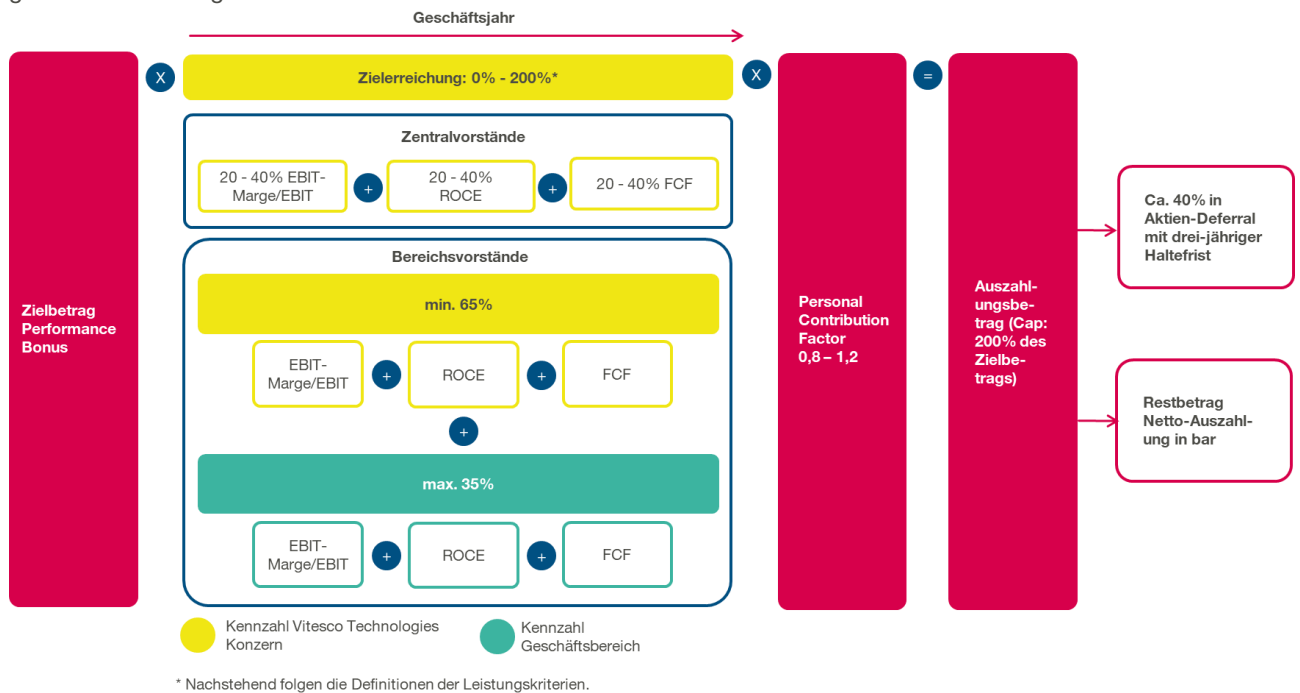 Geschäftsjahr
Zielbetrag
Performance
Bonus
X
Zielerreichung: 0% - 200%*
Zentralvorstände
20 - 40% EBIT-
Marge/EBIT
+
20 - 40%
ROCE
+
20 - 40% FCF
Bereichsvorstände
min. 65%
EBIT-
Marge/EBIT
+
ROCE
+
FCF
+
max. 35%
EBIT-
Marge/EBIT
+
ROCE
+
FCF
X
Personal
Contribution
Factor
0,8 – 1,2
=
Auszahl-
ungsbe-
trag (Cap:
200% des
Zielbe-
trags)
Ca. 40% in
Aktien-Deferral
mit drei-jähriger
Haltefrist
Restbetrag
Netto-Auszahl-
ung in bar
Kennzahl Vitesco Technologies
Konzern
Kennzahl
Geschäftsbereich
* Nachstehend folgen die Definitionen der Leistungskriterien.